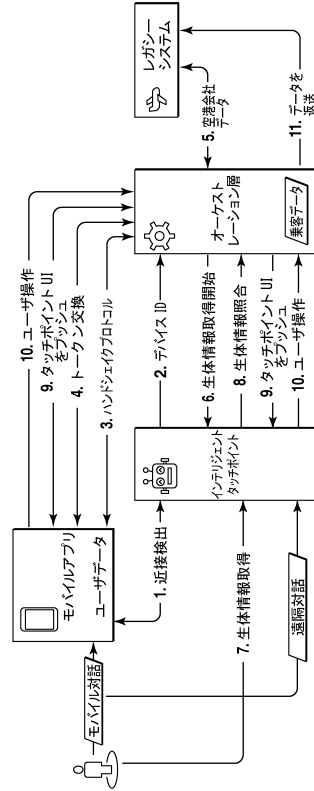 モバイル対話
モバイルアプリ
ユーザデータ
10. ユーザ操作
9. タッチポイント UI
をプッシュ
4. トークン交換
3. ハンドシェイクプロトコル
1. 近接検出
7. 生体情報取得
遠隔対話
インテリジェント
タッチポイント
2. デバイス ID
6. 生体情報取得開始
8. 生体情報照合
9. タッチポイント UI
をプッシュ
10. ユーザ操作
オーケスト
レーション層
乗客データ
5. 空港会社
データ
11. データを
返送
レガシー
システム